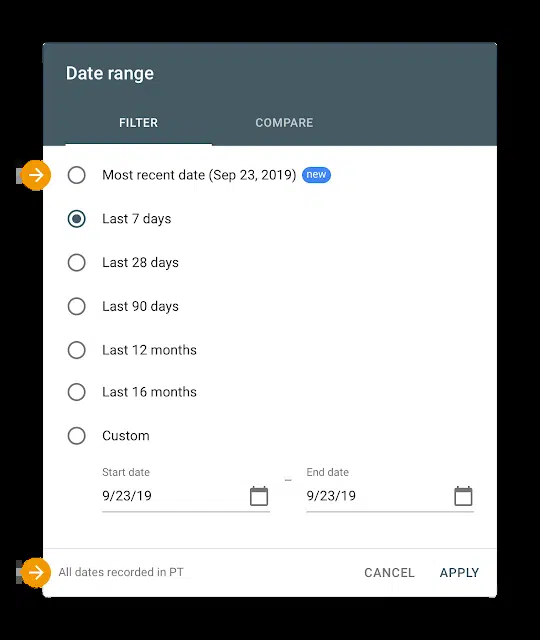 Date range
FILTER COMPARE
Most recent date (Sep 23, 2019) new
Last 7 days
Last 28 days
Last 90 days
Last 12 months
Last 16 months
Custom
Start date End date
9/23/19 – 9/23/19
All dates recorded in PT CANCEL APPLY